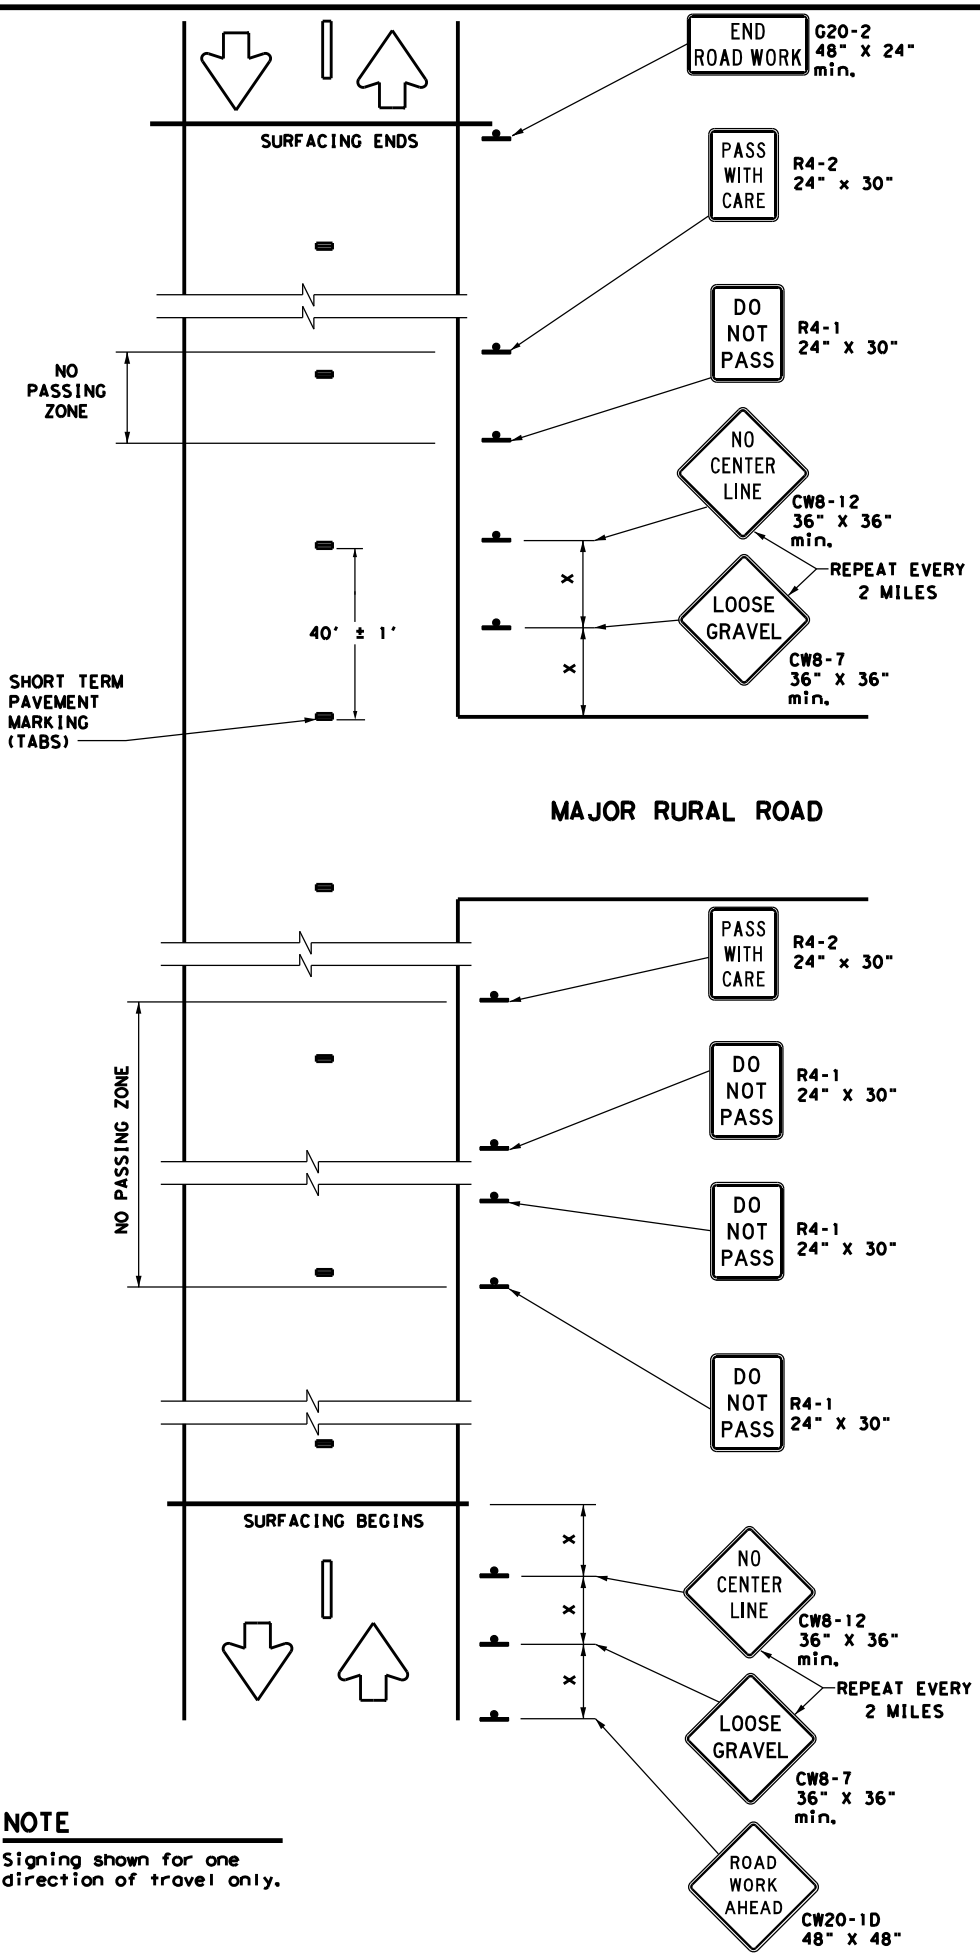 END
ROAD WORK
G20-2
48" X 24"
min.
SURFACING ENDS
PASS
WITH
CARE
R4-2
24" x 30"
DO
NOT
PASS
R4-1
24" X 30"
NO
PASSING
ZONE
NO
CENTER
LINE
CW8-12
36" X 36"
min.
REPEAT EVERY
2 MILES
X
LOOSE
GRAVEL
CW8-7
36" X 36"
min.
X
40' ± 1'
SHORT TERM
PAVEMENT
MARKING
(TABS)
MAJOR RURAL ROAD
PASS
WITH
CARE
R4-2
24" x 30"
NO PASSING ZONE
DO
NOT
PASS
R4-1
24" X 30"
DO
NOT
PASS
R4-1
24" X 30"
DO
NOT
PASS
R4-1
24" X 30"
SURFACING BEGINS
X
NO
CENTER
LINE
CW8-12
36" X 36"
min.
X
REPEAT EVERY
2 MILES
X
LOOSE
GRAVEL
CW8-7
36" X 36"
min.
ROAD
WORK
AHEAD
CW20-1D
48" X 48"
NOTE
Signing shown for one
direction of travel only.